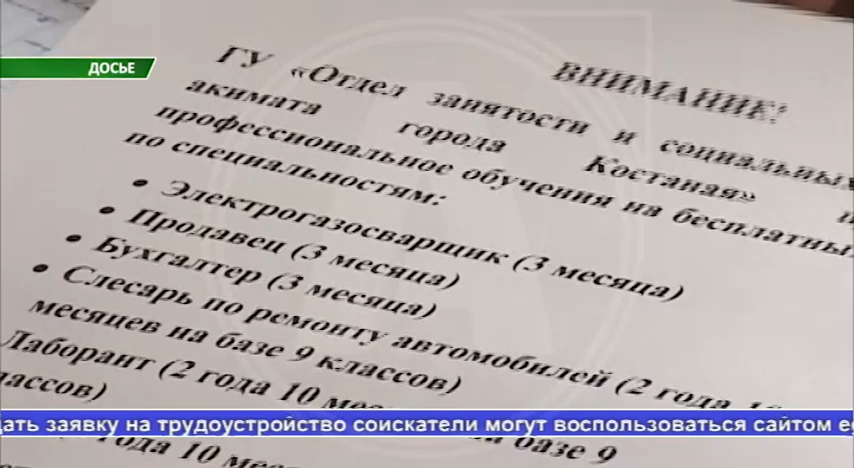 ДОСЬЕ
ВНИМАНИЕ!
ГУ «Отдел занятости и социальных
акимата города Костаная»
профессиональное обучения на бесплатных
по специальностям:
• Электрогазосварщик (3 месяца)
• Продавец (3 месяца)
• Бухгалтер (3 месяца)
• Слесарь по ремонту автомобилей (2 года
месяцев на базе 9 классов)
Лаборант (2 года 10
лассов)
дать заявку на трудоустройство соискатели могут воспользоваться сайтом
года 10 на базе 9